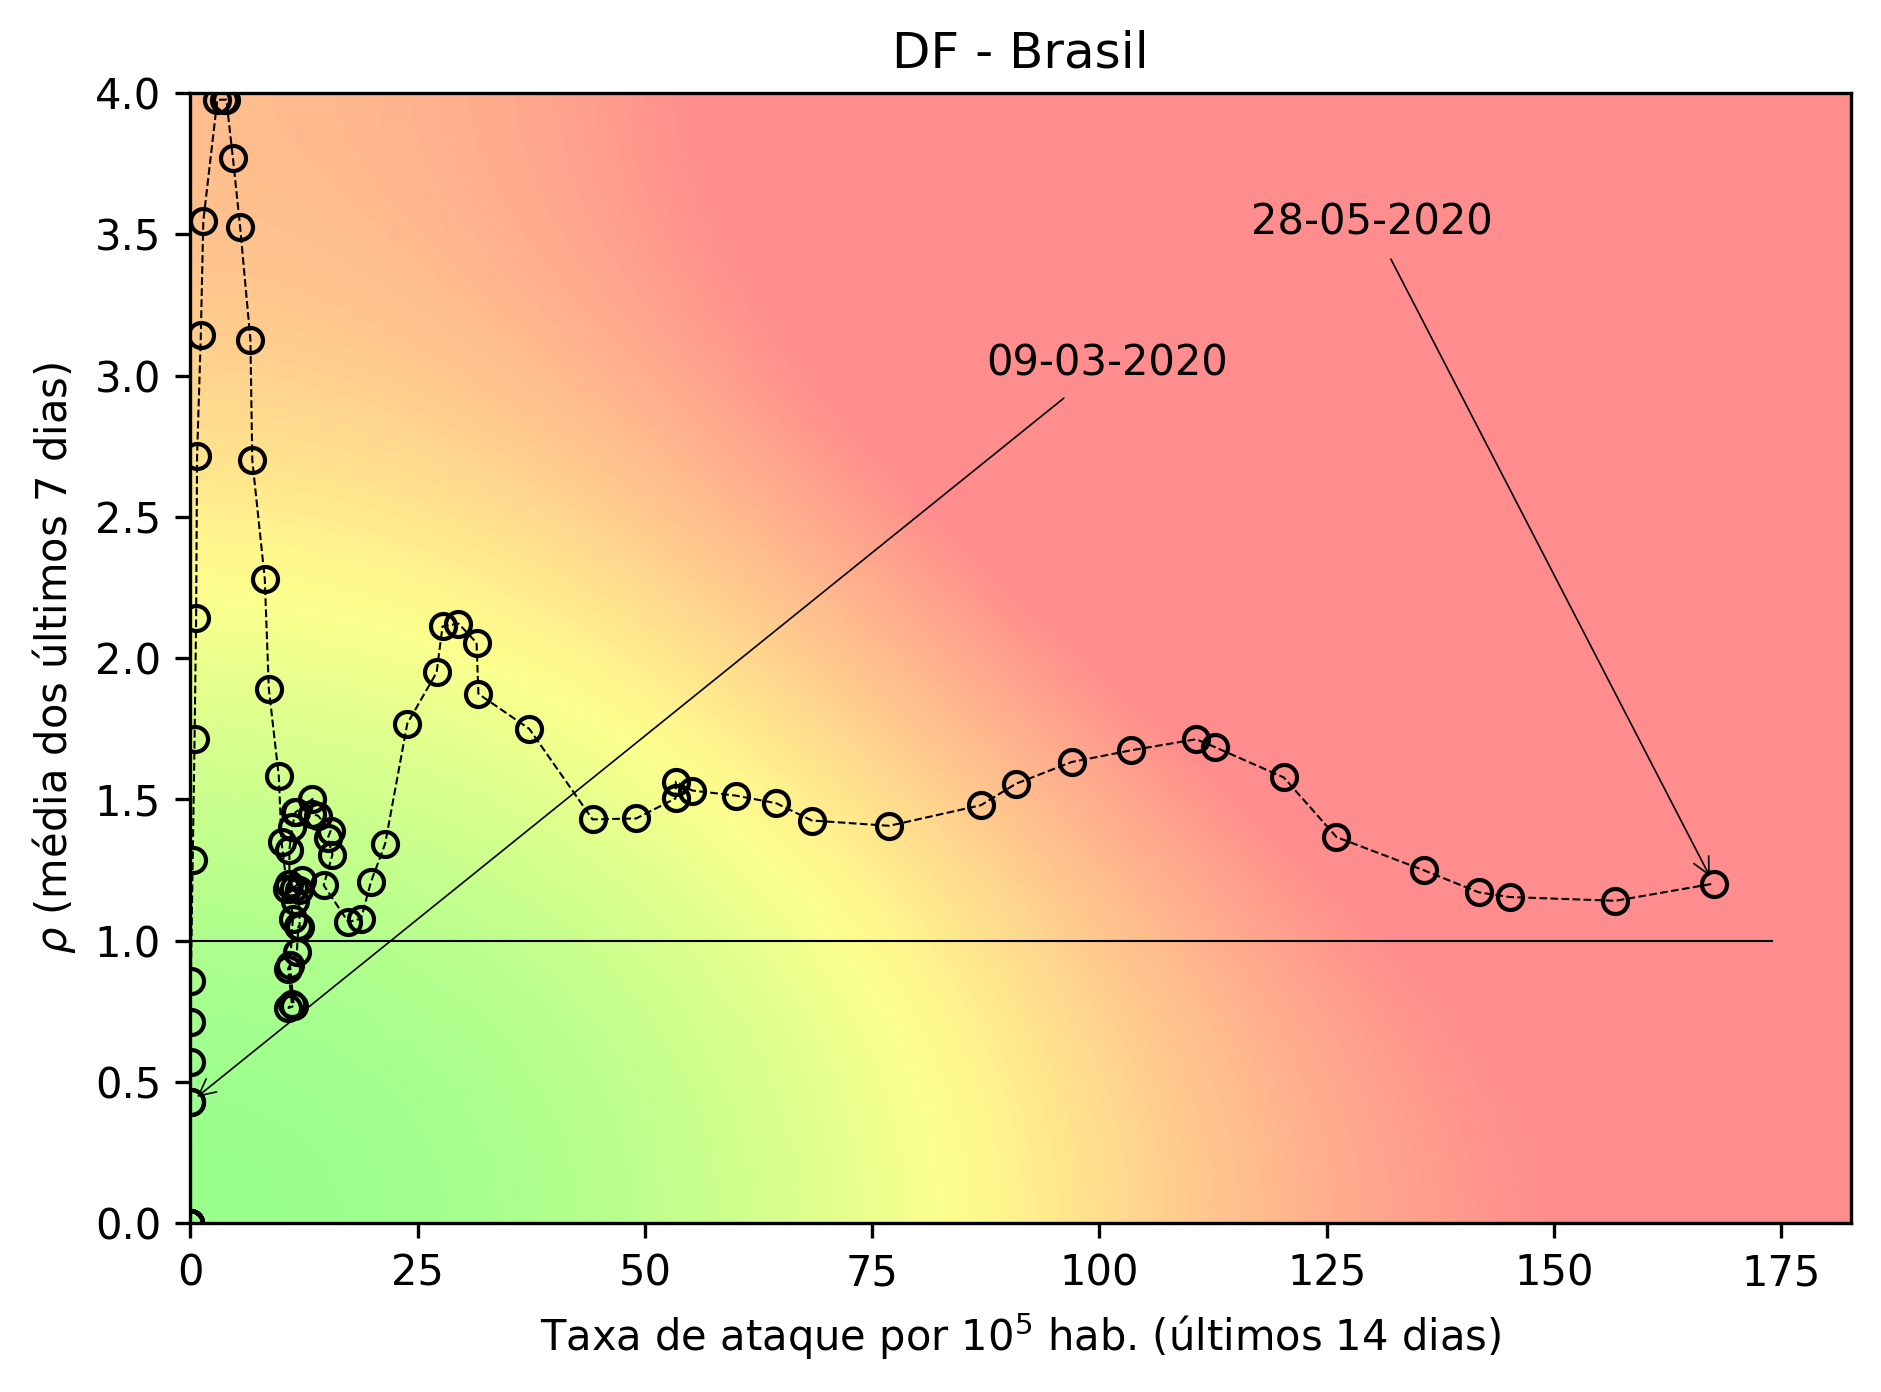 DF - Brasil
4.0
3.5
3.0
2.5
2.0
1.5
1.0
0.5
0.0
ρ (média dos últimos 7 dias)
28-05-2020
09-03-2020
0 25 50 75 100 125 150 175
Taxa de ataque por 10⁵ hab. (últimos 14 dias)